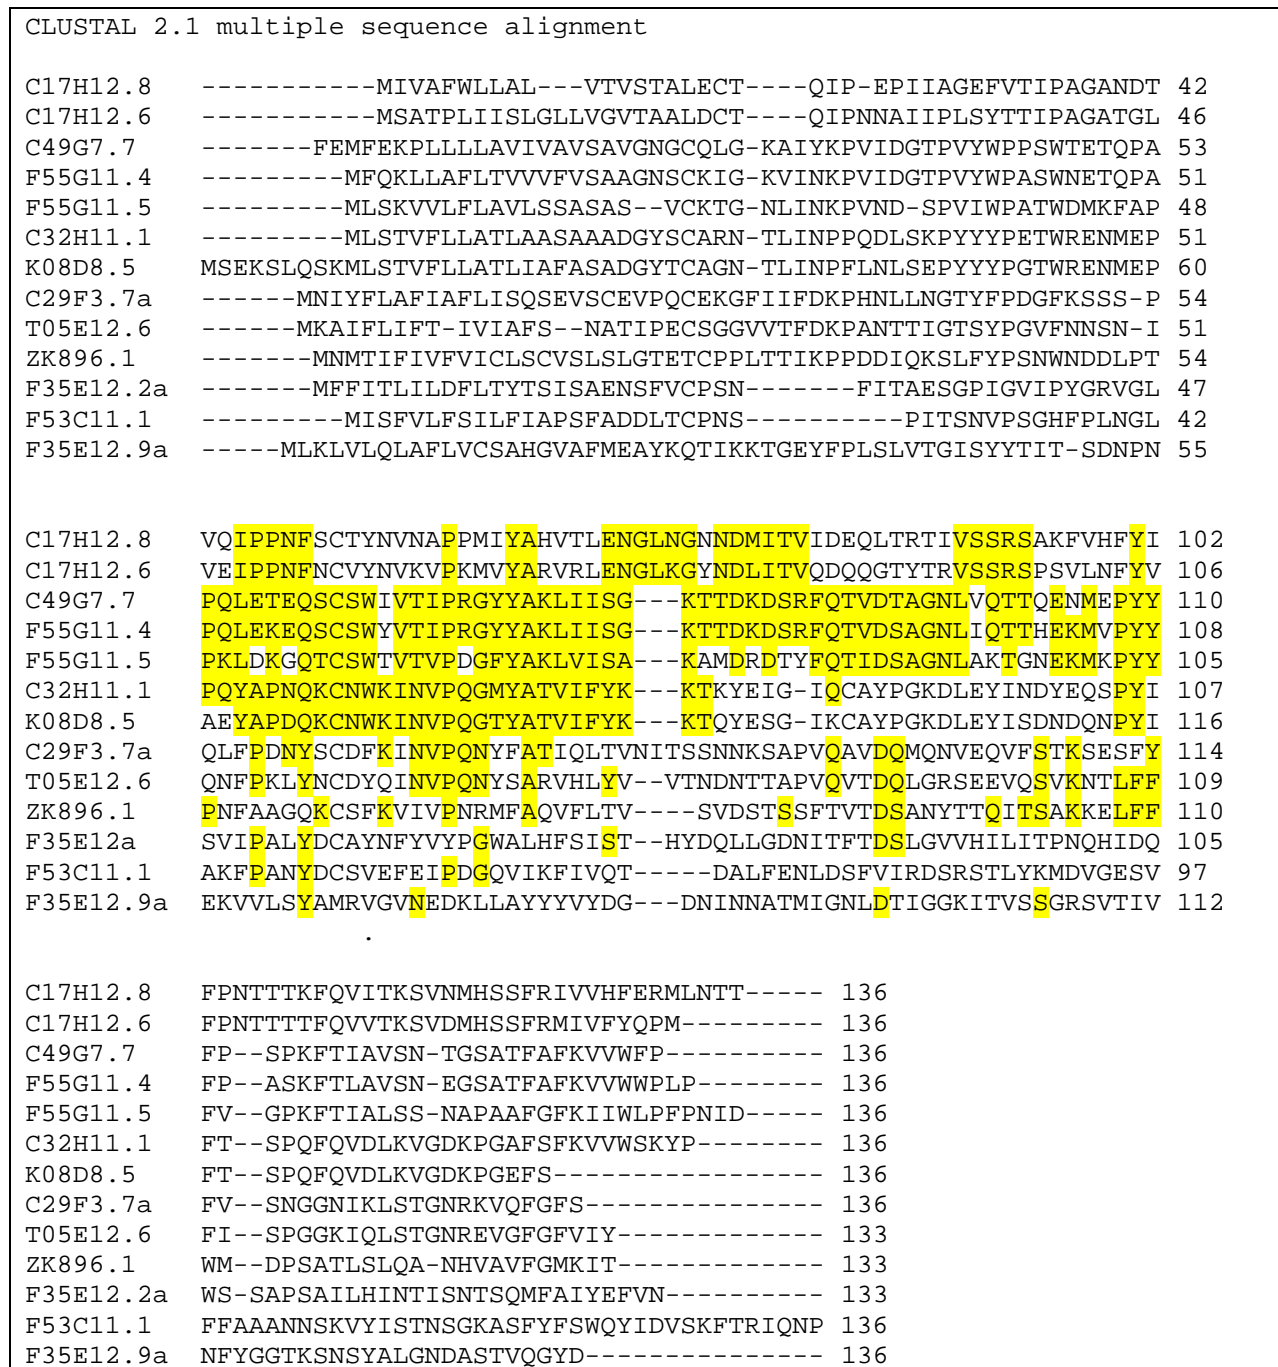 CLUSTAL 2.1 multiple sequence alignment
C17H12.8 -----------MIVAFWLLAL---VTVSTALECT----QIP-EPIIAGEFVTIPAGANDT 42
C17H12.6 -----------MSATPLIISLGLLVGVTAALDCT----QIPNNAIIPLSYTTIPAGATGL 46
C49G7.7 -------FEMFEKPLLLLAVIVAVSAVGNGCQLG-KAIYKPVIDGTPVYWPPSWTETQPA 53
F55G11.4 ---------MFQKLLAFLTVVVFVSAAGNSCKIG-KVINKPVIDGTPVYWPASWNETQPA 51
F55G11.5 ---------MLSKVVLFLAVLSSASAS--VCKTG-NLINKPVND-SPVIWPATWDMKFAP 48
C32H11.1 ---------MLSTVFLLATLAASAAADGYSCARN-TLINPPQDLSKPYYYPETWRENMEP 51
K08D8.5 MSEKSLQSKMLSTVFLLATLIAFASADGYTCAGN-TLINPFLNLSEPYYYPGTWRENMEP 60
C29F3.7a ------MNIYFLAFIAFLISQSEVSCEVPQCEKGFIIFDKPHNLLNGTYFPDGFKSSS-P 54
T05E12.6 ------MKAIFLIFT-IVIAFS--NATIPECSGGVVTFDKPANTTIGTSYPGVFNNSN-I 51
ZK896.1 -------MNMTIFIVFVICLSCVSLSLGTETCPPLTTIKPPDDIQKSLFYPSNWNDDLPT 54
F35E12.2a -------MFFITLILDFLTYTSISAENSFVCPSN-------FITAESGPIGVIPYGRVGL 47
F53C11.1 ---------MISFVLFSILFIAPSFADDLTCPNS----------PITSNVPSGHFPLNGL 42
F35E12.9a -----MLKLVLQLAFLVCSAHGVAFMEAYKQTIKKTGEYFPLSLVTGISYYTIT-SDNPN 55
C17H12.8 VQIPPNFSCTYNVNAPPMIYAHVTLENGLNGNNDMITVIDEQLTRTIVSSRSAKFVHFYI 102
C17H12.6 VEIPPNFNCVYNVKVPKMVYARVRLENGLKGYNDLITVQDQQGTYTRVSSRSPSVLNFYV 106
C49G7.7 PQLETEQSCSWIVTIPRGYYAKLIISG---KTTDKDSRFQTVDTAGNLVQTTQENMEPYY 110
F55G11.4 PQLEKEQSCSWYVTIPRGYYAKLIISG---KTTDKDSRFQTVDSAGNLIQTTHEKMVPYY 108
F55G11.5 PKLDKGQTCSWTVTVPDGFYAKLVISA---KAMDRDTYFQTIDSAGNLAKTGNEKMKPYY 105
C32H11.1 PQYAPNQKCNWKINVPQGMYATVIFYK---KTKYEIG-IQCAYPGKDLEYINDYEQSPYI 107
K08D8.5 AEYAPDQKCNWKINVPQGTYATVIFYK---KTQYESG-IKCAYPGKDLEYISDNDQNPYI 116
C29F3.7a QLFPDNYSCDFKINVPQNYFATIQLTVNITSSNNKSAPVQAVDQMQNVEQVFSTKSESFY 114
T05E12.6 QNFPKLYNCDYQINVPQNYSARVHLYV--VTNDNTTAPVQVTDQLGRSEEVQSVKNTLFF 109
ZK896.1 PNFAAGQKCSFKVIVPNRMFAQVFLTV----SVDSTSSFTVTDSANYTTQITSAKKELFF 110
F35E12a SVIPALYDCAYNFYVYPGWALHFSIST--HYDQLLGDNITFTDSLGVVHILITPNQHIDQ 105
F53C11.1 AKFPANYDCSVEFEIPDGQVIKFIVQT-----DALFENLDSFVIRDSRSTLYKMDVGESV 97
F35E12.9a EKVVLSYAMRVGVNEDKLLAYYYVYDG---DNINNATMIGNLDTIGGKITVSSGRSVTIV 112
.
C17H12.8 FPNTTTKFQVITKSVNMHSSFRIVVHFERMLNTT----- 136
C17H12.6 FPNTTTTFQVVTKSVDMHSSFRMIVFYQPM--------- 136
C49G7.7 FP--SPKFTIAVSN-TGSATFAFKVVWFP---------- 136
F55G11.4 FP--ASKFTLAVSN-EGSATFAFKVVWWPLP-------- 136
F55G11.5 FV--GPKFTIALSS-NAPAAFGFKIIWLPFPNID----- 136
C32H11.1 FT--SPQFQVDLKVGDKPGAFSFKVVWSKYP-------- 136
K08D8.5 FT--SPQFQVDLKVGDKPGEFS----------------- 136
C29F3.7a FV--SNGGNIKLSTGNRKVQFGFS--------------- 136
T05E12.6 FI--SPGGKIQLSTGNREVGFGFVIY------------- 133
ZK896.1 WM--DPSATLSLQA-NHVAVFGMKIT------------- 133
F35E12.2a WS-SAPSAILHINTISNTSQMFAIYEFVN---------- 133
F53C11.1 FFAAANNSKVYISTNSGKASFYFSWQYIDVSKFTRIQNP 136
F35E12.9a NFYGGTKSNSYALGNDASTVQGYD--------------- 136